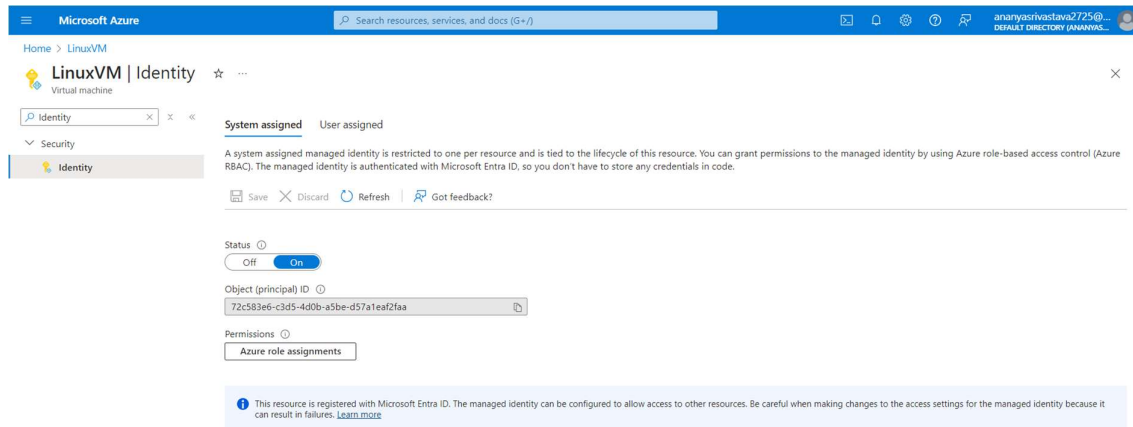 Microsoft Azure
Search resources, services, and docs (G+/)
ananyasrivastava2725@...
DEFAULT DIRECTORY (ANANYAS...
Home > LinuxVM
LinuxVM | Identity
Virtual machine
Identity
Security
Identity
System assigned User assigned
A system assigned managed identity is restricted to one per resource and is tied to the lifecycle of this resource. You can grant permissions to the managed identity by using Azure role-based access control (Azure
RBAC). The managed identity is authenticated with Microsoft Entra ID, so you don't have to store any credentials in code.
Save Discard Refresh Got feedback?
Status
Off On
Object (principal) ID
72c583e6-c3d5-4d0b-a5be-d57a1eaf2faa
Permissions
Azure role assignments
This resource is registered with Microsoft Entra ID. The managed identity can be configured to allow access to other resources. Be careful when making changes to the access settings for the managed identity because it
can result in failures. Learn more